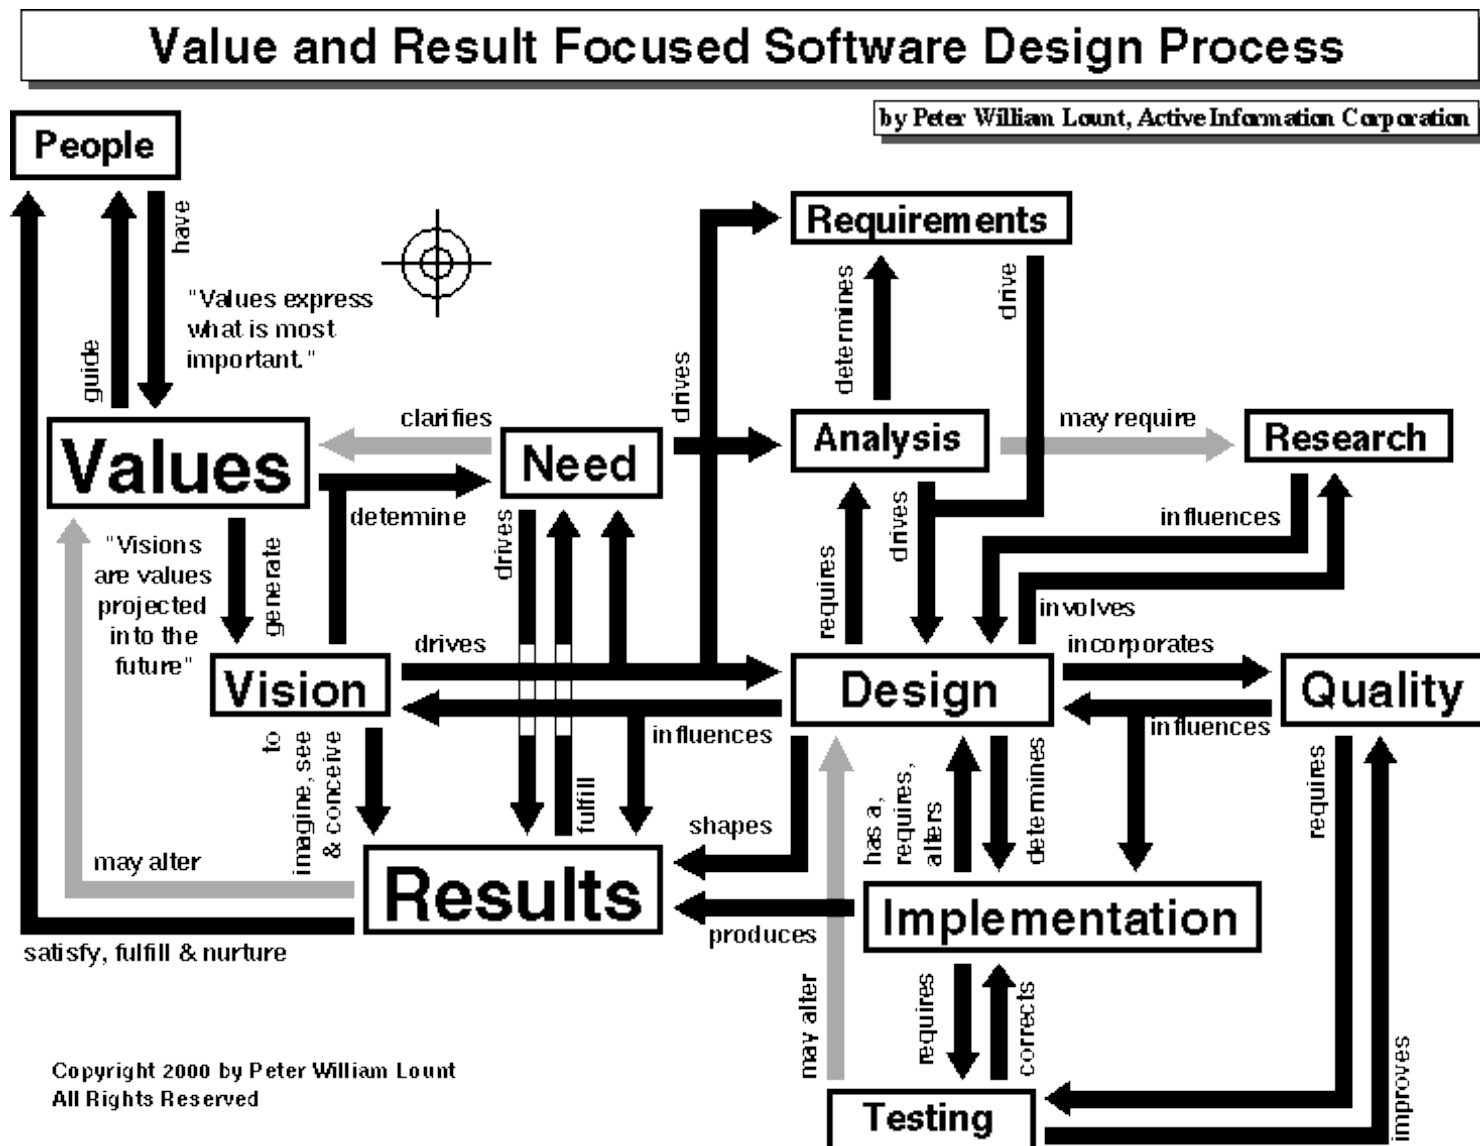 Value and Result Focused Software Design Process
by Peter William Lount, Active Information Corporation
People
have
guide
"Values express
what is most
important."
Requirements
determines
drive
drives
clarifies
Values
Need
Analysis
may require
Research
determine
drives
influences
"Visions
are values
projected
into the
future"
generate
requires
drives
involves
incorporates
drives
Vision
Design
Quality
influences
influences
to
imagine, see
& conceive
fulfill
shapes
has a,
requires,
alters
determines
requires
may alter
Results
Implementation
produces
satisfy, fulfill & nurture
may alter
requires
corrects
improves
Copyright 2000 by Peter William Lount
All Rights Reserved
Testing